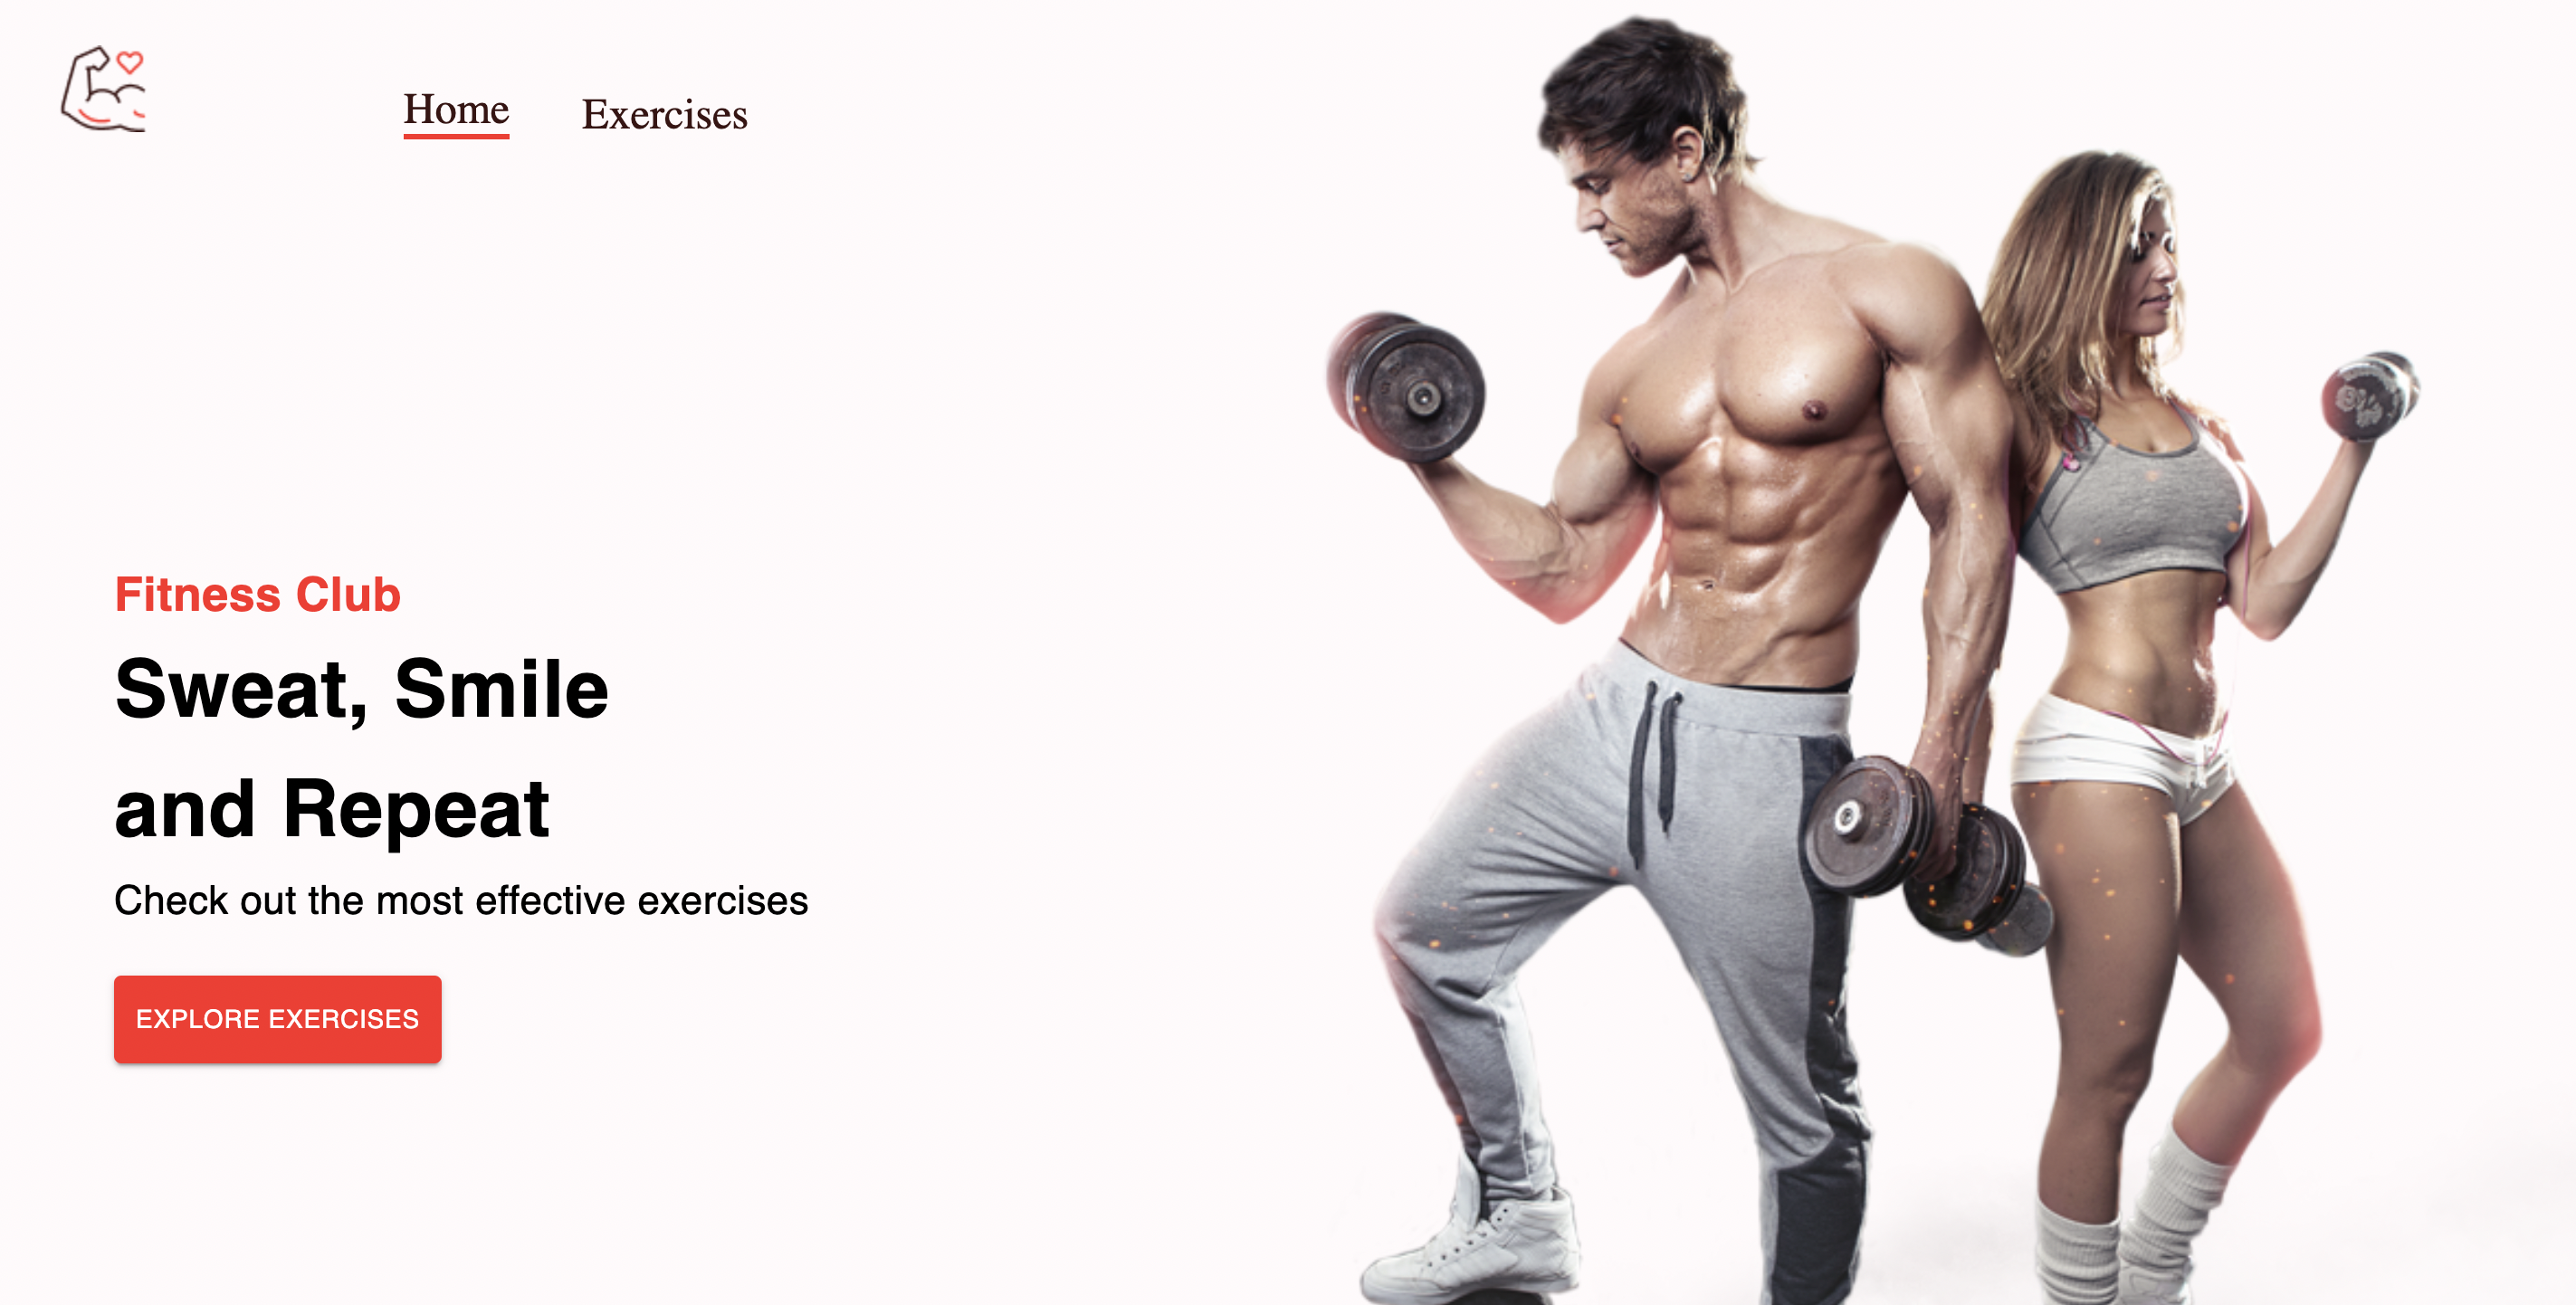 Home Exercises
Fitness Club
Sweat, Smile
and Repeat
Check out the most effective exercises
EXPLORE EXERCISES